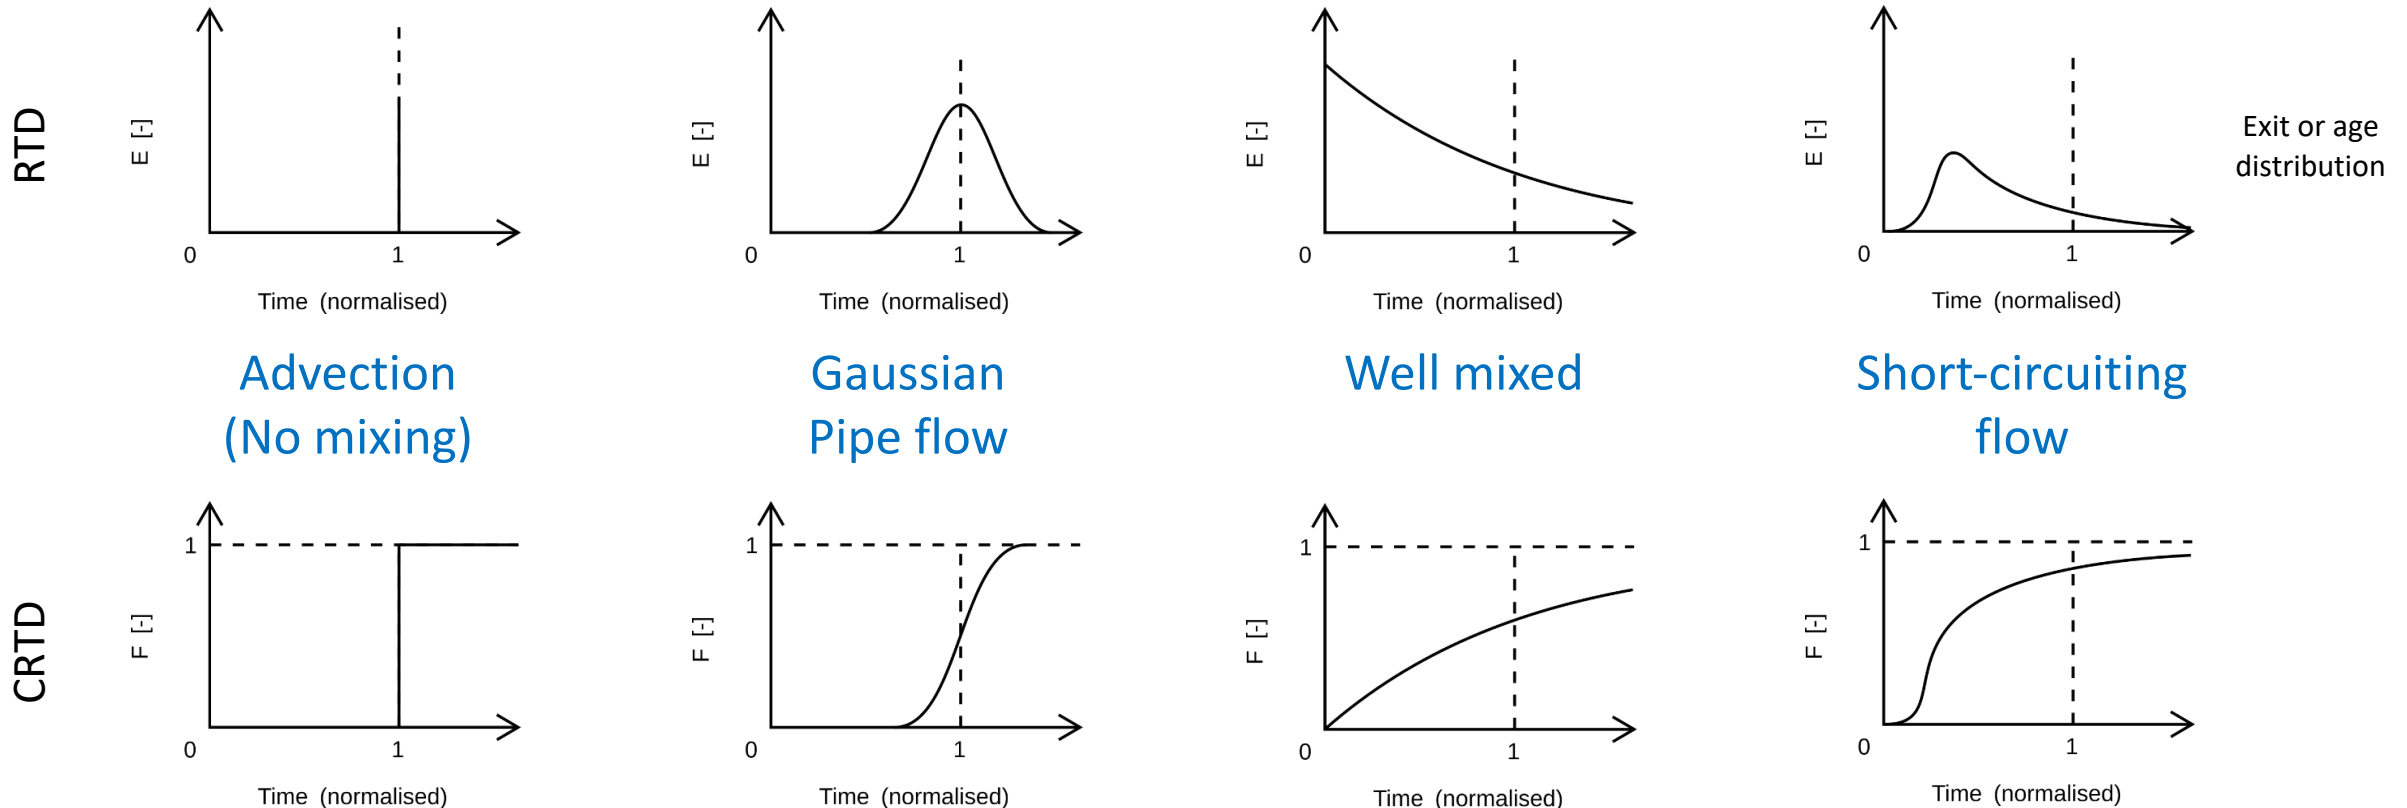 RTD
E [-]
0
1
Time (normalised)
E [-]
0
1
Time (normalised)
E [-]
0
1
Time (normalised)
E [-]
0
1
Time (normalised)
Exit or age
distribution
Advection
(No mixing)
Gaussian
Pipe flow
Well mixed
Short-circuiting
flow
CRTD
1
F [-]
0
1
Time (normalised)
1
F [-]
0
1
Time (normalised)
1
F [-]
0
1
Time (normalised)
1
F [-]
0
1
Time (normalised)